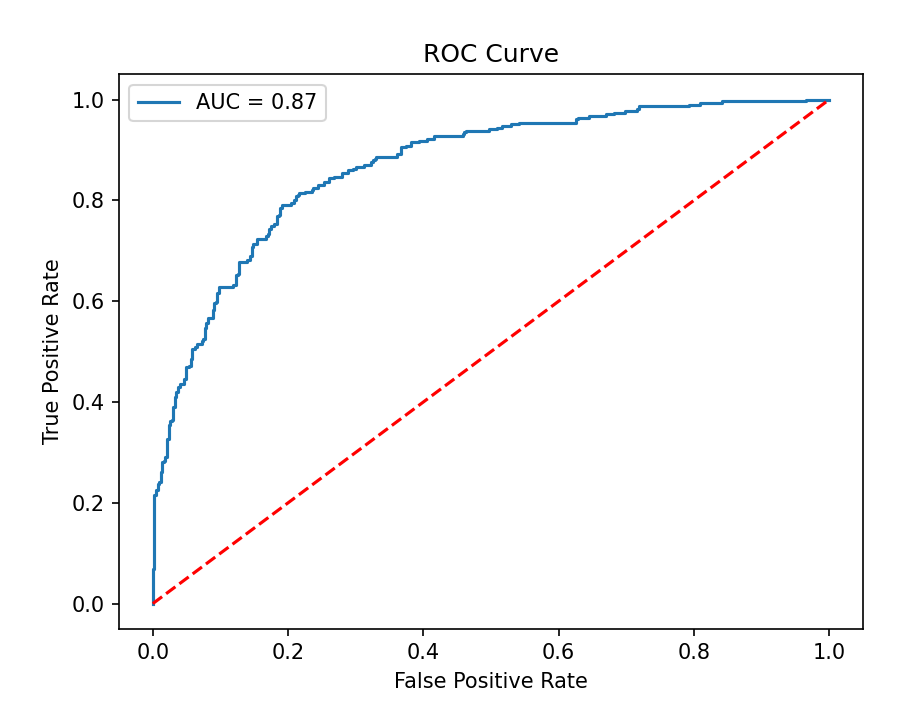 ROC Curve
AUC = 0.87
True Positive Rate
1.0
0.8
0.6
0.4
0.2
0.0
0.0 0.2 0.4 0.6 0.8 1.0
False Positive Rate